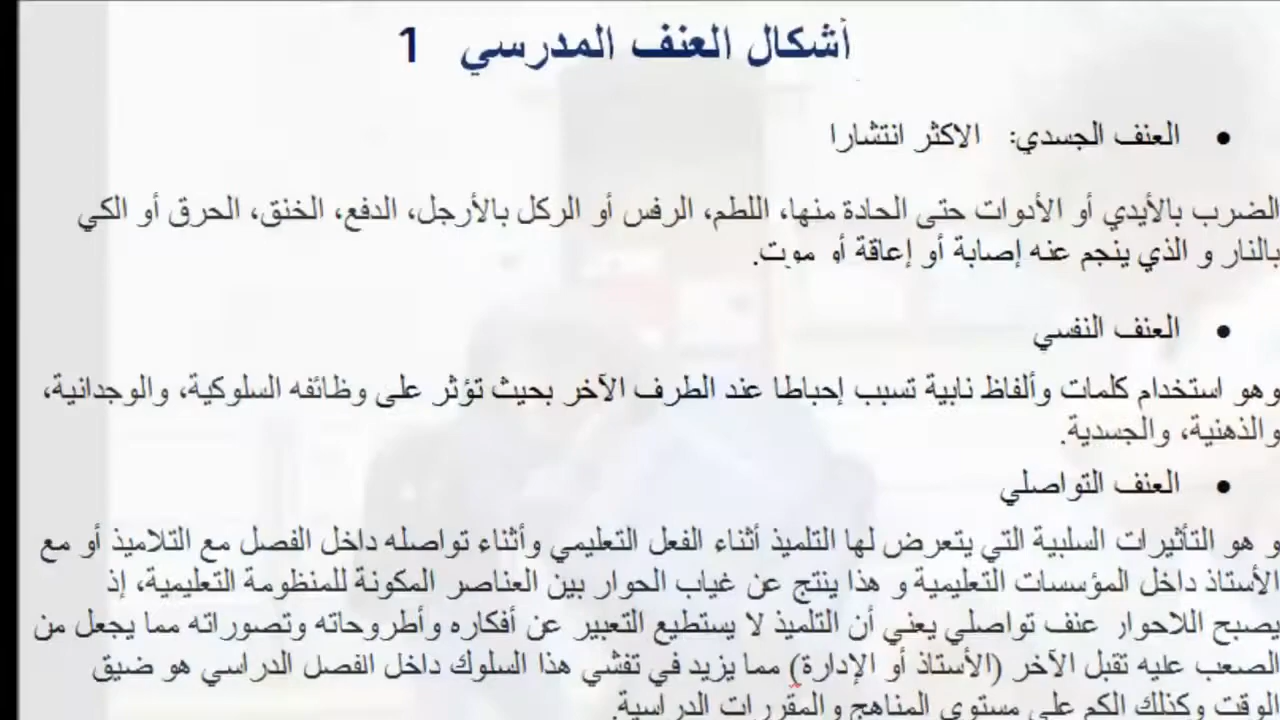 أشكال العنف المدرسي 1
العنف الجسدي: الاكثر انتشارا
الضرب بالأيدي أو الأدوات حتى الحادة منها، اللطم، الرفس أو الركل بالأرجل، الدفع، الخنق، الحرق أو الكي
بالنار و الذي ينجم عنه إصابة أو إعاقة أو موت.
العنف النفسي
وهو استخدام كلمات وألفاظ نابية تسبب إحباطا عند الطرف الآخر بحيث تؤثر على وظائفه السلوكية، والوجدانية،
والذهنية، والجسدية.
العنف التواصلي
و هو التأثيرات السلبية التي يتعرض لها التلميذ أثناء الفعل التعليمي وأثناء تواصله داخل الفصل مع التلاميذ أو مع
الأستاذ داخل المؤسسات التعليمية و هذا ينتج عن غياب الحوار بين العناصر المكونة للمنظومة التعليمية، إذ
يصبح اللاحوار عنف تواصلي يعني أن التلميذ لا يستطيع التعبير عن أفكاره وأطروحاته وتصوراته مما يجعل من
الصعب عليه تقبل الآخر (الأستاذ أو الإدارة) مما يزيد في تفشي هذا السلوك داخل الفصل الدراسي هو ضيق
الوقت وكذلك الكم على مستوى المناهج والمقررات الدراسية.